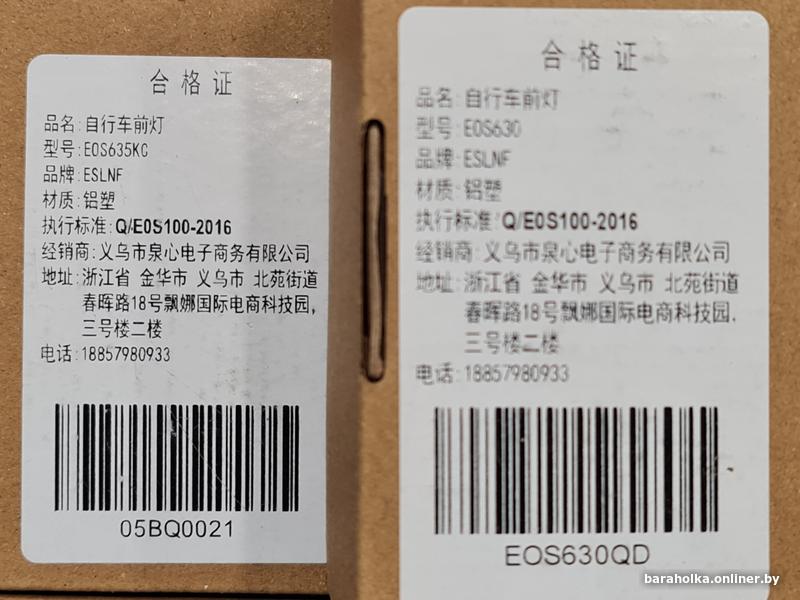 合格证
品名:自行车前灯
型号:EOS635KC
品牌:ESLNF
材质:铝塑
执行标准:Q/EOS100-2016
经销商:义乌市泉心电子商务有限公司
地址:浙江省 金华市 义乌市 北苑街道
春晖路18号飘娜国际电商科技园,
三号楼二楼
电话:18857980933
05BQ0021
合格证
品名:自行车前灯
型号:EOS630
品牌:ESLNF
材质:铝塑
执行标准:Q/EOS100-2016
经销商:义乌市泉心电子商务有限公司
地址:浙江省 金华市 义乌市 北苑街道
春晖路18号飘娜国际电商科技园,
三号楼二楼
电话:18857980933
EOS630QD
baraholka.onliner.by